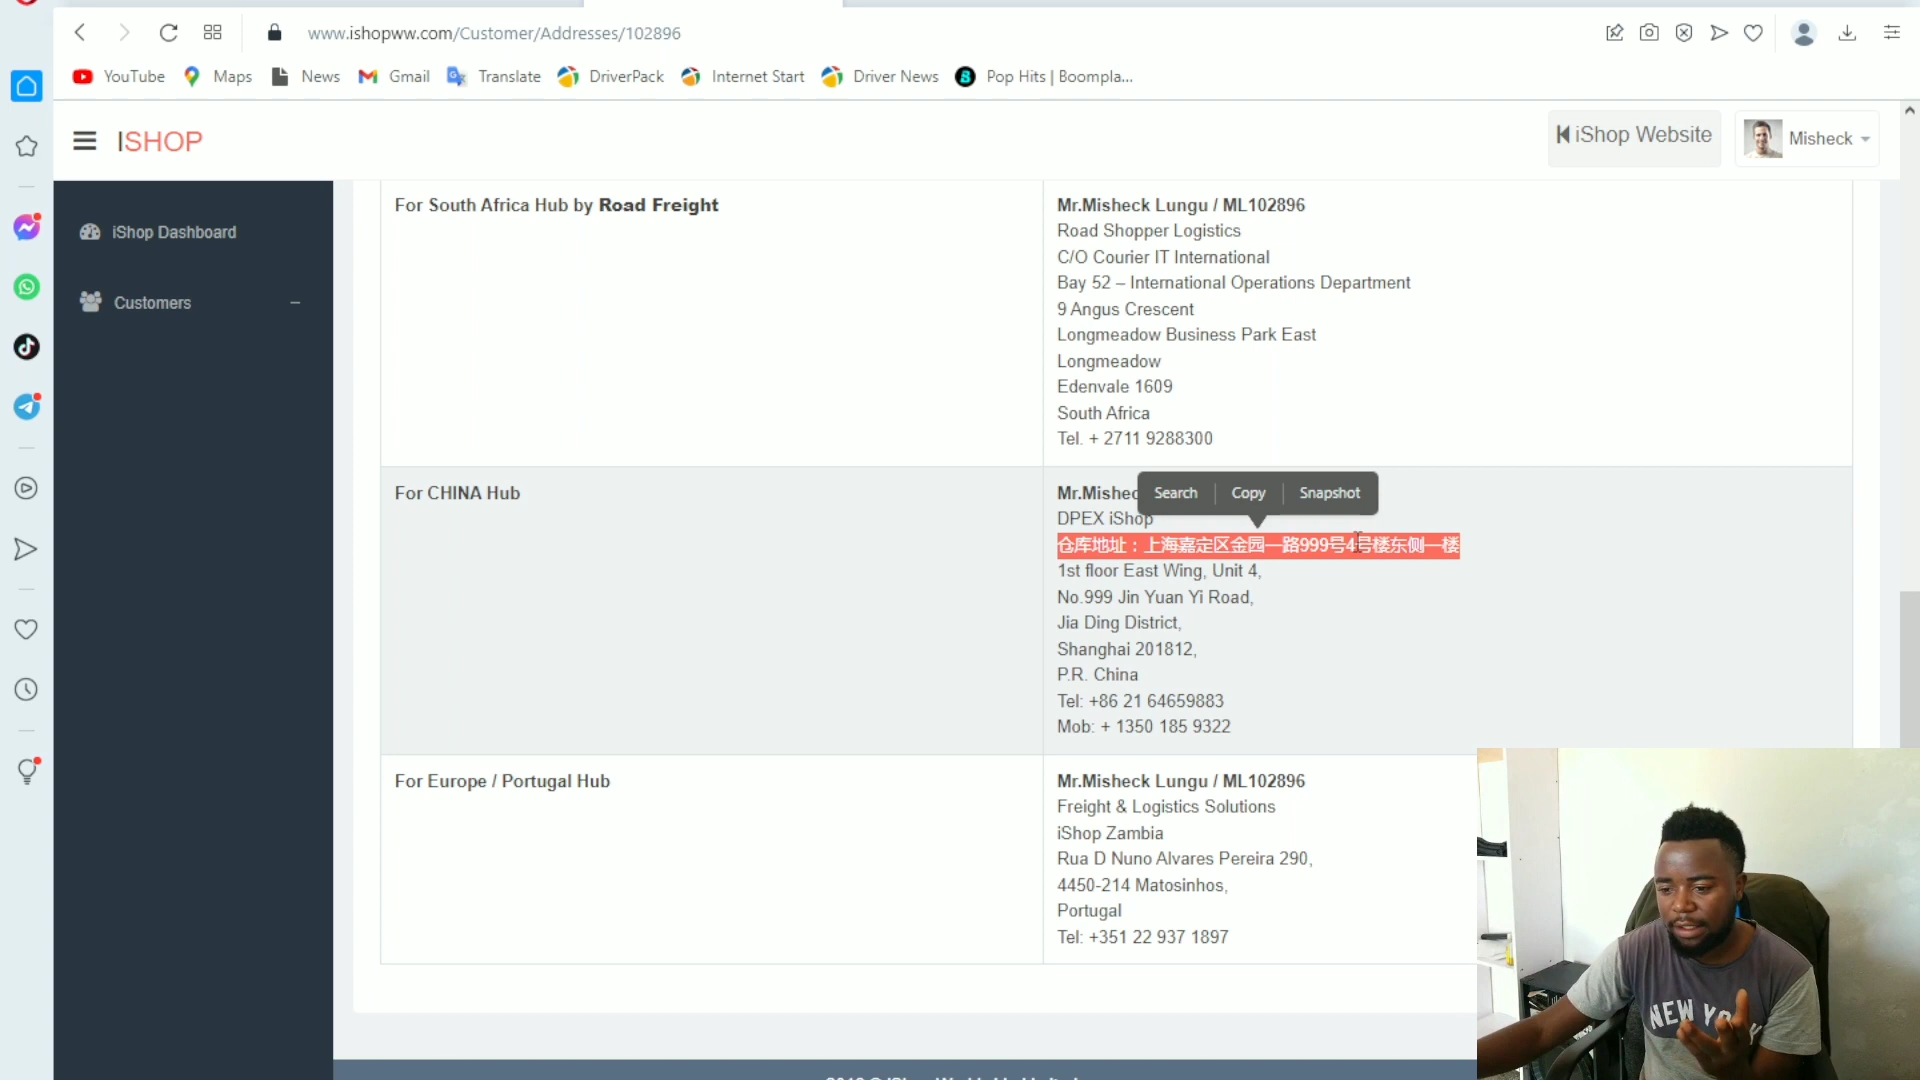 www.ishopww.com/Customer/Addresses/102896
YouTube
Maps
News
Gmail
Translate
DriverPack
Internet Start
Driver News
Pop Hits | Boompla...
ISHOP
iShop Website
Misheck
iShop Dashboard
Customers
For South Africa Hub by Road Freight
Mr.Misheck Lungu / ML102896
Road Shopper Logistics
C/O Courier IT International
Bay 52 – International Operations Department
9 Angus Crescent
Longmeadow Business Park East
Longmeadow
Edenvale 1609
South Africa
Tel. + 2711 9288300
For CHINA Hub
Mr.Mishec
Search
Copy
Snapshot
DPEX iShop
仓库地址：上海嘉定区金园一路999号4号楼东侧一楼
1st floor East Wing, Unit 4,
No.999 Jin Yuan Yi Road,
Jia Ding District,
Shanghai 201812,
P.R. China
Tel: +86 21 64659883
Mob: + 1350 185 9322
For Europe / Portugal Hub
Mr.Misheck Lungu / ML102896
Freight & Logistics Solutions
iShop Zambia
Rua D Nuno Alvares Pereira 290,
4450-214 Matosinhos,
Portugal
Tel: +351 22 937 1897
NEW YO